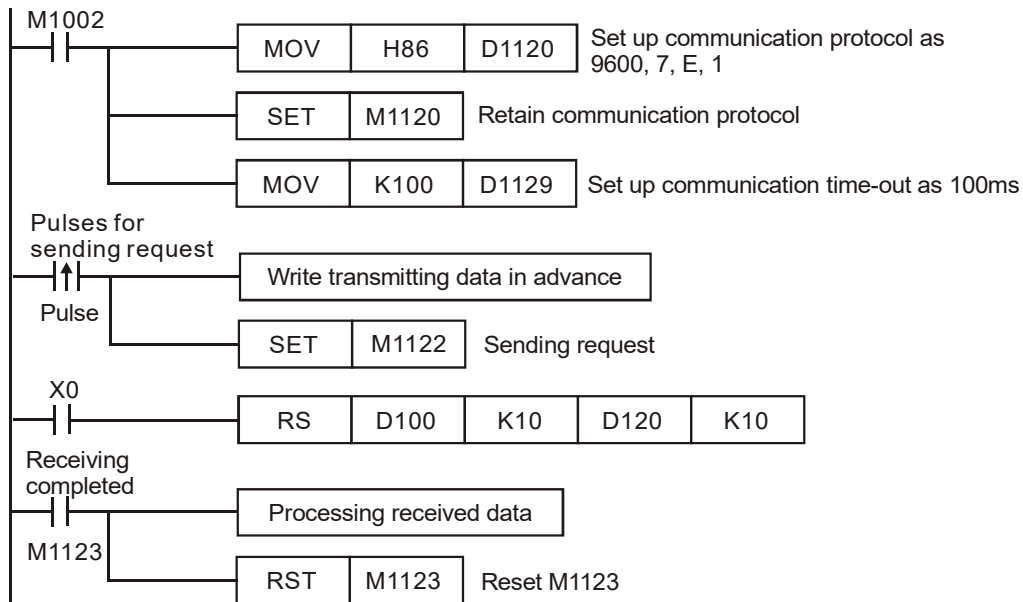 M1002
MOV H86 D1120 Set up communication protocol as
9600, 7, E, 1
SET M1120 Retain communication protocol
MOV K100 D1129 Set up communication time-out as 100ms
Pulses for
sending request
Write transmitting data in advance
Pulse
SET M1122 Sending request
X0
RS D100 K10 D120 K10
Receiving
completed
Processing received data
M1123
RST M1123 Reset M1123